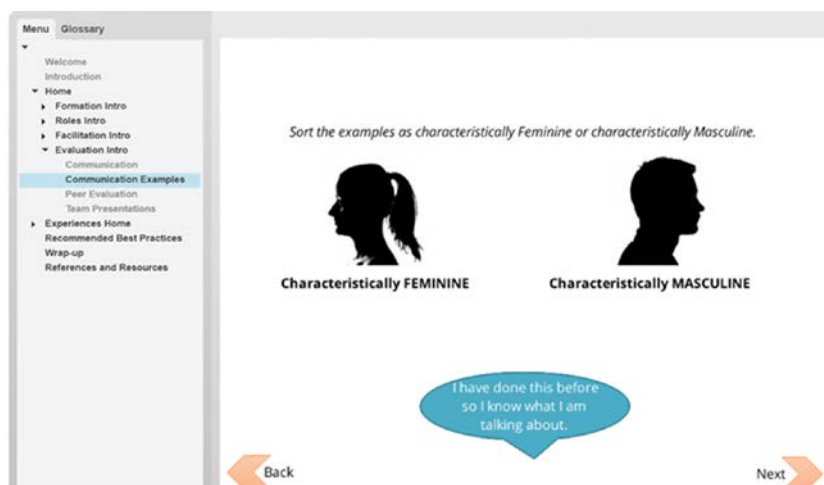 Menu Glossary
Welcome
Introduction
Home
Formation Intro
Roles Intro
Facilitation Intro
Evaluation Intro
Communication
Communication Examples
Peer Evaluation
Team Presentations
Experiences Home
Recommended Best Practices
Wrap-up
References and Resources
Sort the examples as characteristically Feminine or characteristically Masculine.
Characteristically FEMININE
Characteristically MASCULINE
I have done this before
so I know what I am
talking about.
Back
Next